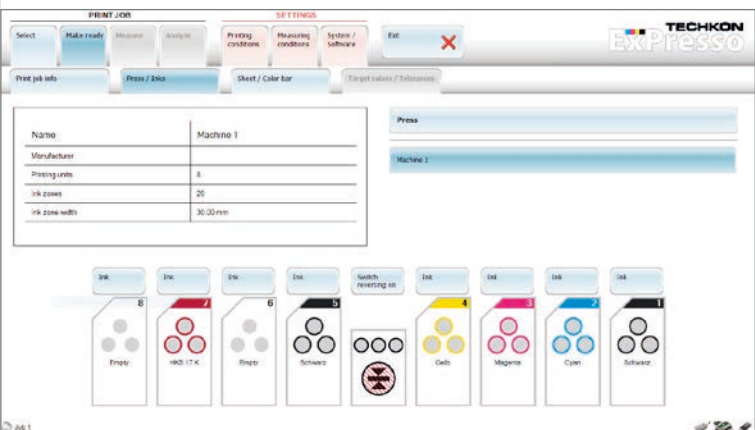 PRINT JOB
SETTINGS
Select
Make ready
Measure
Analyze
Printing conditions
Measuring conditions
System / Software
Exit
TECHKON
ExPresso
Print job info
Press / Inks
Sheet / Color bar
Target values / Tolerances
Name
Machine 1
Manufacturer
Printing units
8
Ink zones
20
Ink zone width
30.00 mm
Press
Machine 1
Ink
Ink
Ink
Ink
Switch reversing on
Ink
Ink
Ink
Ink
8
7
6
5
4
3
2
1
Empty
HKS 17 K
Empty
Schwarz
Gelb
Magenta
Cyan
Schwarz
Job 1